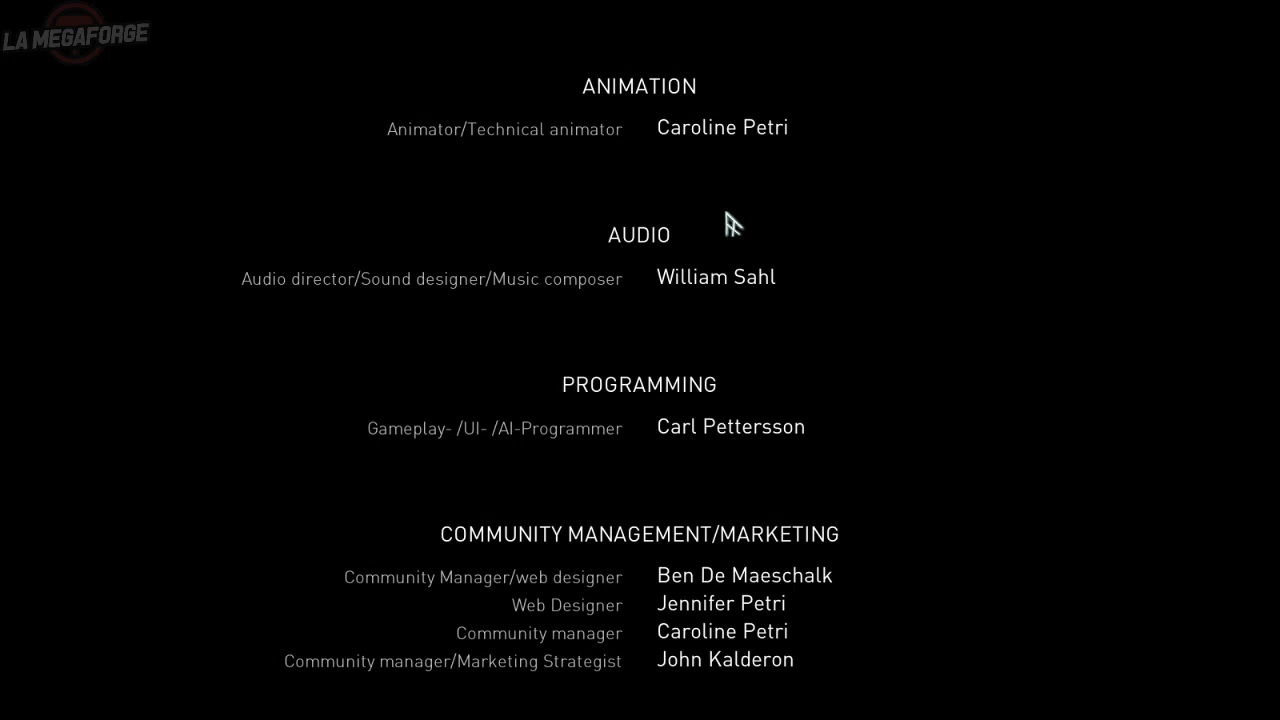 LA MEGAFORGE
ANIMATION
Animator/Technical animator Caroline Petri
AUDIO
Audio director/Sound designer/Music composer William Sahl
PROGRAMMING
Gameplay- /UI- /AI-Programmer Carl Pettersson
COMMUNITY MANAGEMENT/MARKETING
Community Manager/web designer Ben De Maeschalk
Web Designer Jennifer Petri
Community manager Caroline Petri
Community manager/Marketing Strategist John Kalderon